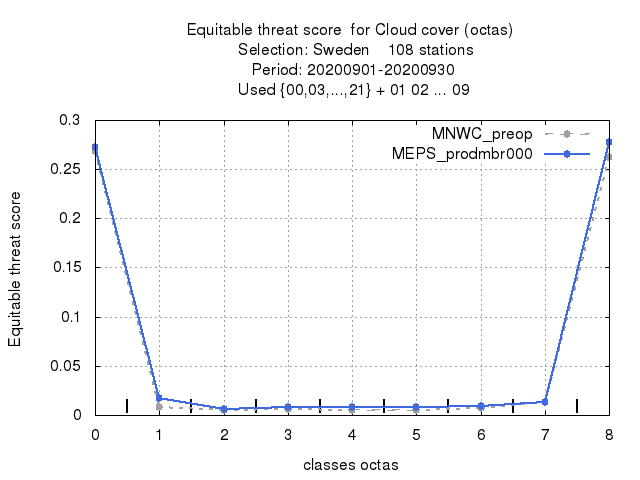 Equitable threat score  for Cloud cover (octas)
Selection: Sweden    108 stations
Period: 20200901-20200930
Used {00,03,...,21} + 01 02 ... 09
MNWC_preop
MEPS_prodmbr000
Equitable threat score
0.3
0.25
0.2
0.15
0.1
0.05
0
0 1 2 3 4 5 6 7 8
classes octas